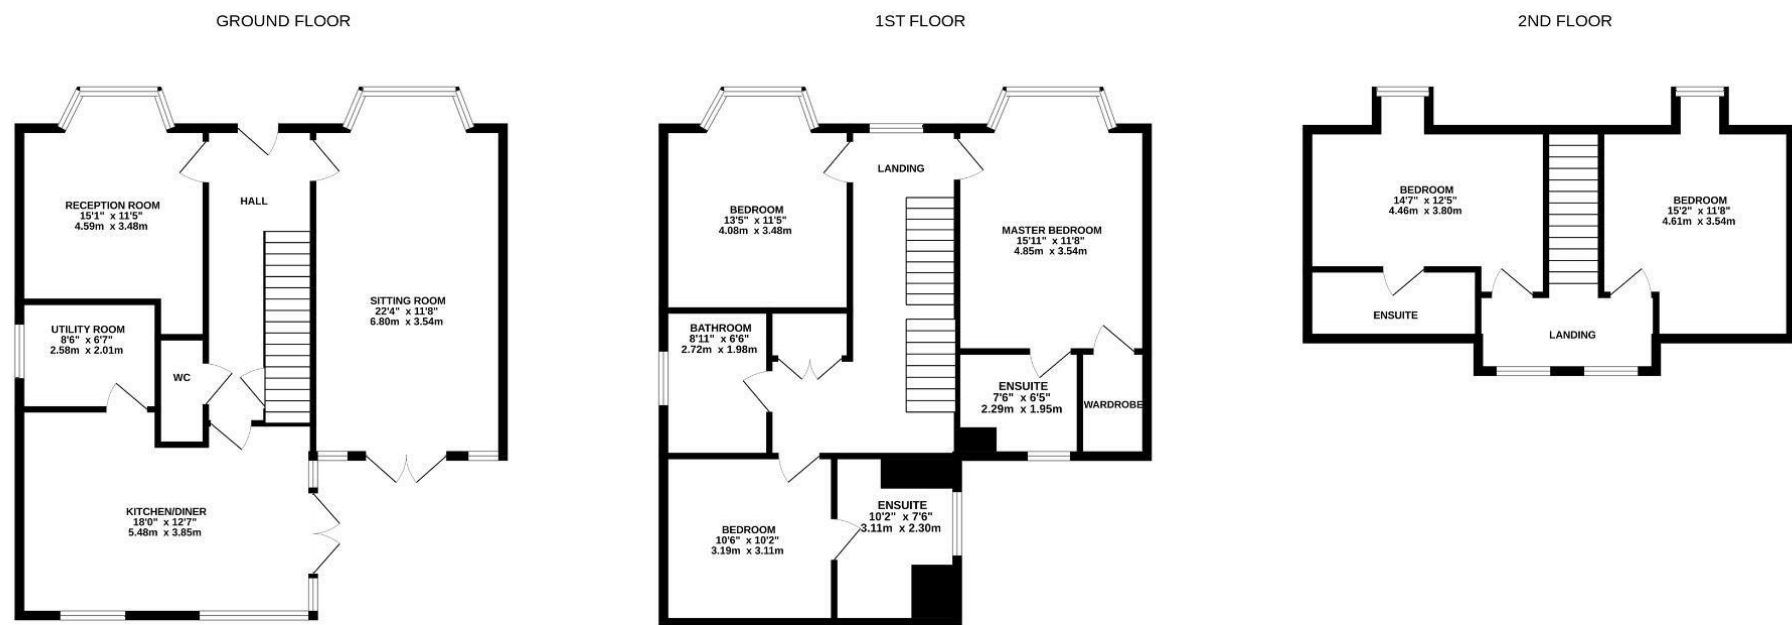 GROUND FLOOR
RECEPTION ROOM
15'1" x 11'5"
4.59m x 3.48m
HALL
SITTING ROOM
22'4" x 11'8"
6.80m x 3.54m
UTILITY ROOM
8'6" x 6'7"
2.58m x 2.01m
WC
KITCHEN/DINER
18'0" x 12'7"
5.48m x 3.85m
1ST FLOOR
LANDING
BEDROOM
13'5" x 11'5"
4.08m x 3.48m
MASTER BEDROOM
15'11" x 11'8"
4.85m x 3.54m
BATHROOM
8'11" x 6'6"
2.72m x 1.98m
ENSUITE
7'6" x 6'5"
2.29m x 1.95m
WARDROBE
BEDROOM
10'6" x 10'2"
3.19m x 3.11m
ENSUITE
10'2" x 7'6"
3.11m x 2.30m
2ND FLOOR
BEDROOM
14'7" x 12'5"
4.46m x 3.80m
BEDROOM
15'2" x 11'8"
4.61m x 3.54m
ENSUITE
LANDING